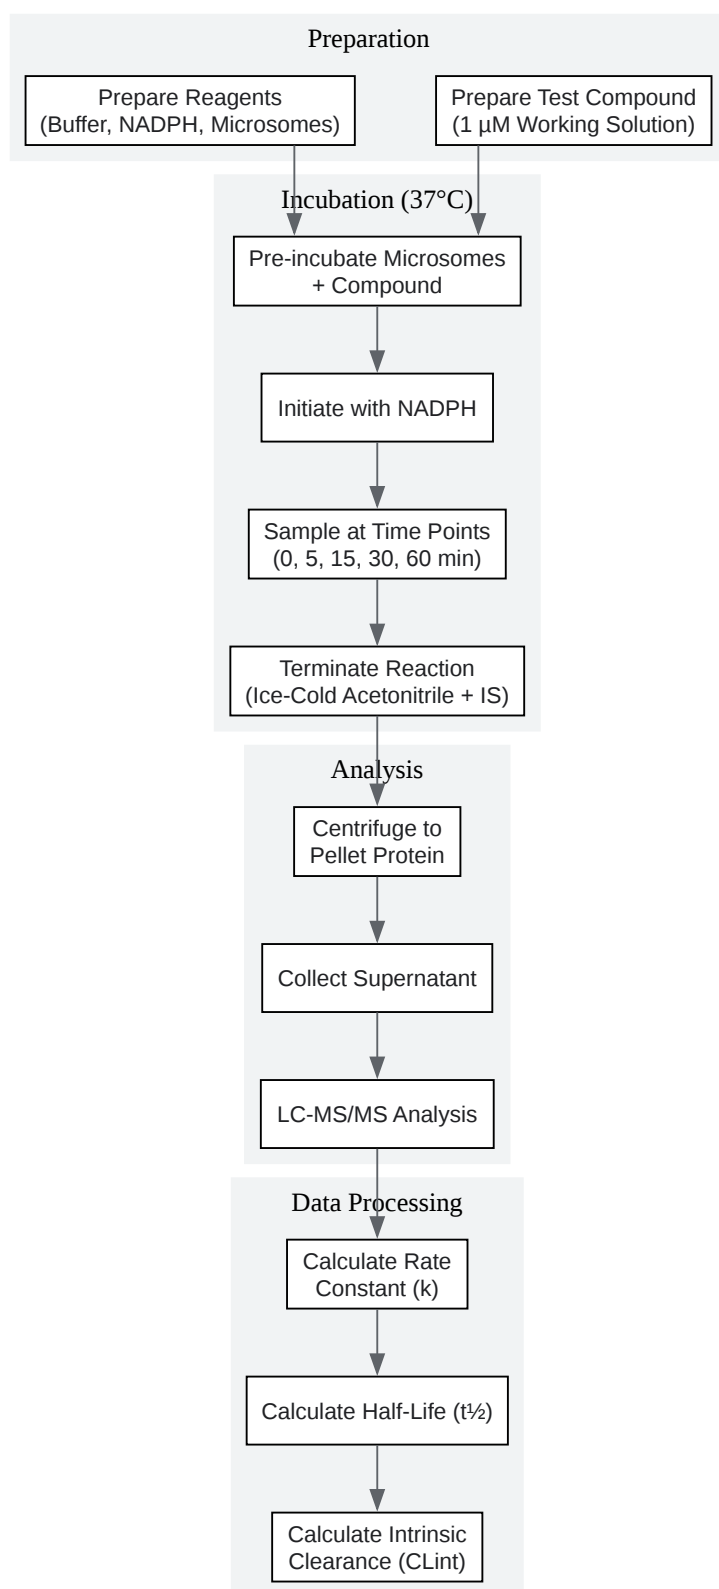 Preparation
Prepare Reagents
(Buffer, NADPH, Microsomes)
Prepare Test Compound
(1 µM Working Solution)
Incubation (37°C)
Pre-incubate Microsomes
+ Compound
Initiate with NADPH
Sample at Time Points
(0, 5, 15, 30, 60 min)
Terminate Reaction
(Ice-Cold Acetonitrile + IS)
Analysis
Centrifuge to
Pellet Protein
Collect Supernatant
LC-MS/MS Analysis
Data Processing
Calculate Rate
Constant (k)
Calculate Half-Life (t½)
Calculate Intrinsic
Clearance (CLint)